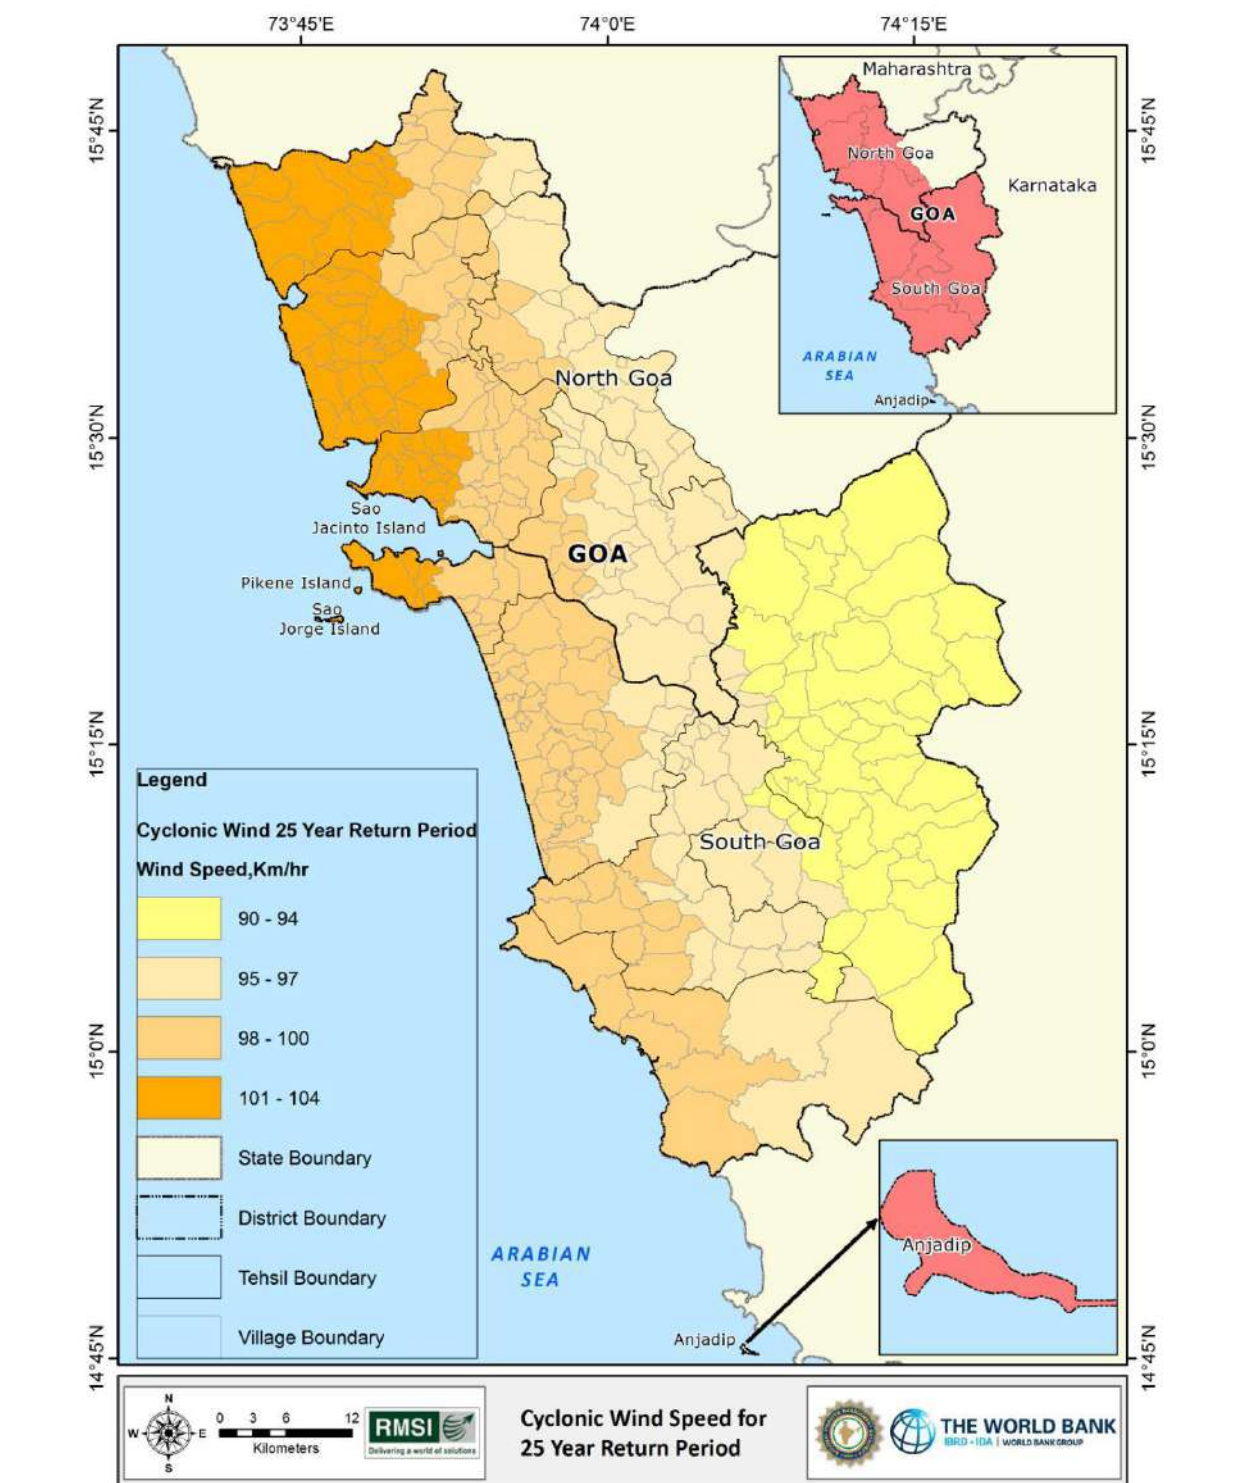 73°45'E
74°0'E
74°15'E
15°45'N
15°30'N
15°15'N
15°0'N
14°45'N
15°45'N
15°30'N
15°15'N
15°0'N
14°45'N
Maharashtra
North Goa
Karnataka
GOA
South Goa
ARABIAN
SEA
Anjadip
North Goa
GOA
Sao
Jacinto Island
Pikene Island
Sao
Jorge Island
South Goa
Legend
Cyclonic Wind 25 Year Return Period
Wind Speed,Km/hr
90 - 94
95 - 97
98 - 100
101 - 104
State Boundary
District Boundary
Tehsil Boundary
Village Boundary
ARABIAN
SEA
Anjadip
Anjadip
N
W E
S
0 3 6 12
Kilometers
RMSI
Delivering a world of solutions
Cyclonic Wind Speed for
25 Year Return Period
THE WORLD BANK
IBRD • IDA | WORLD BANK GROUP